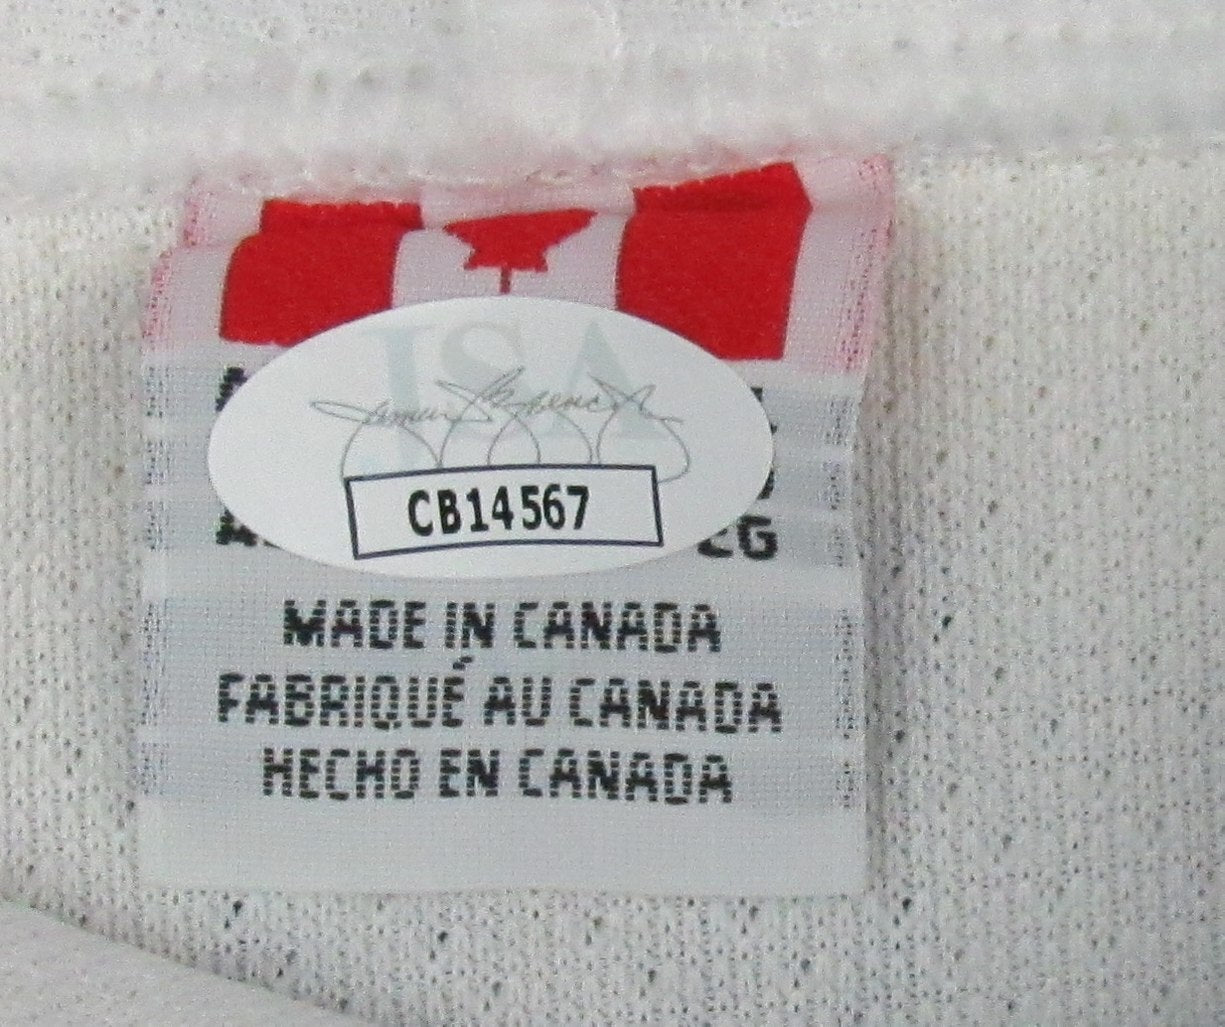 JSA
CB14567
MADE IN CANADA
FABRIQUÉ AU CANADA
HECHO EN CANADA